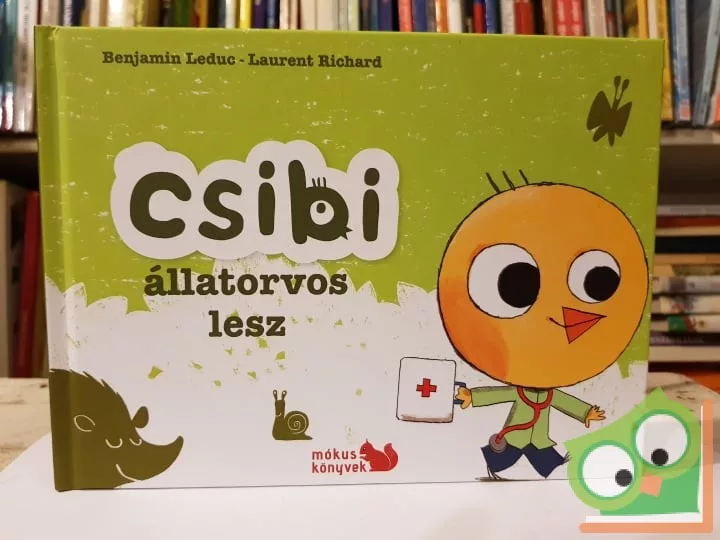 Benjamin Leduc - Laurent Richard
csibi
állatorvos
lesz
mókus
könyvek